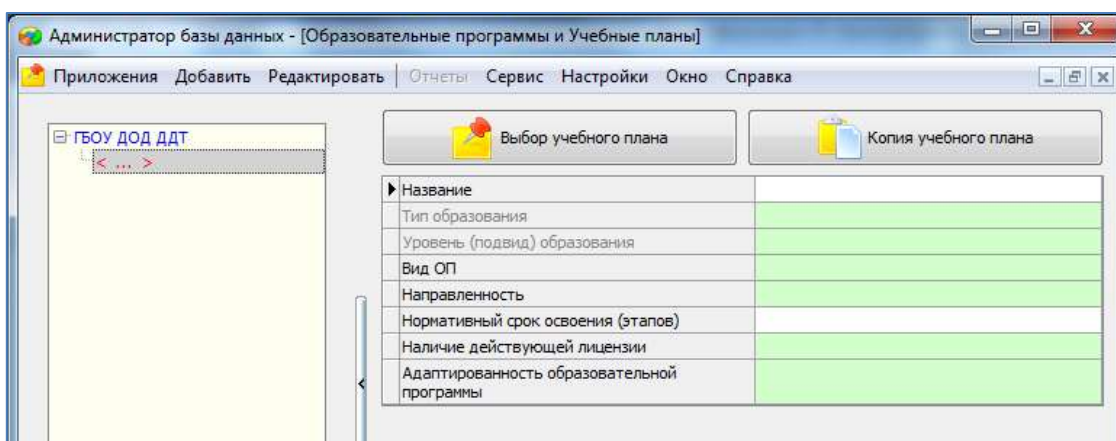 Администратор базы данных - [Образовательные программы и Учебные планы]
Приложения Добавить Редактировать Отчеты Сервис Настройки Окно Справка
ГБОУ ДОД ДДТ
< ... >
Выбор учебного плана
Копия учебного плана
Название
Тип образования
Уровень (подвид) образования
Вид ОП
Направленность
Нормативный срок освоения (этапов)
Наличие действующей лицензии
Адаптированность образовательной
программы